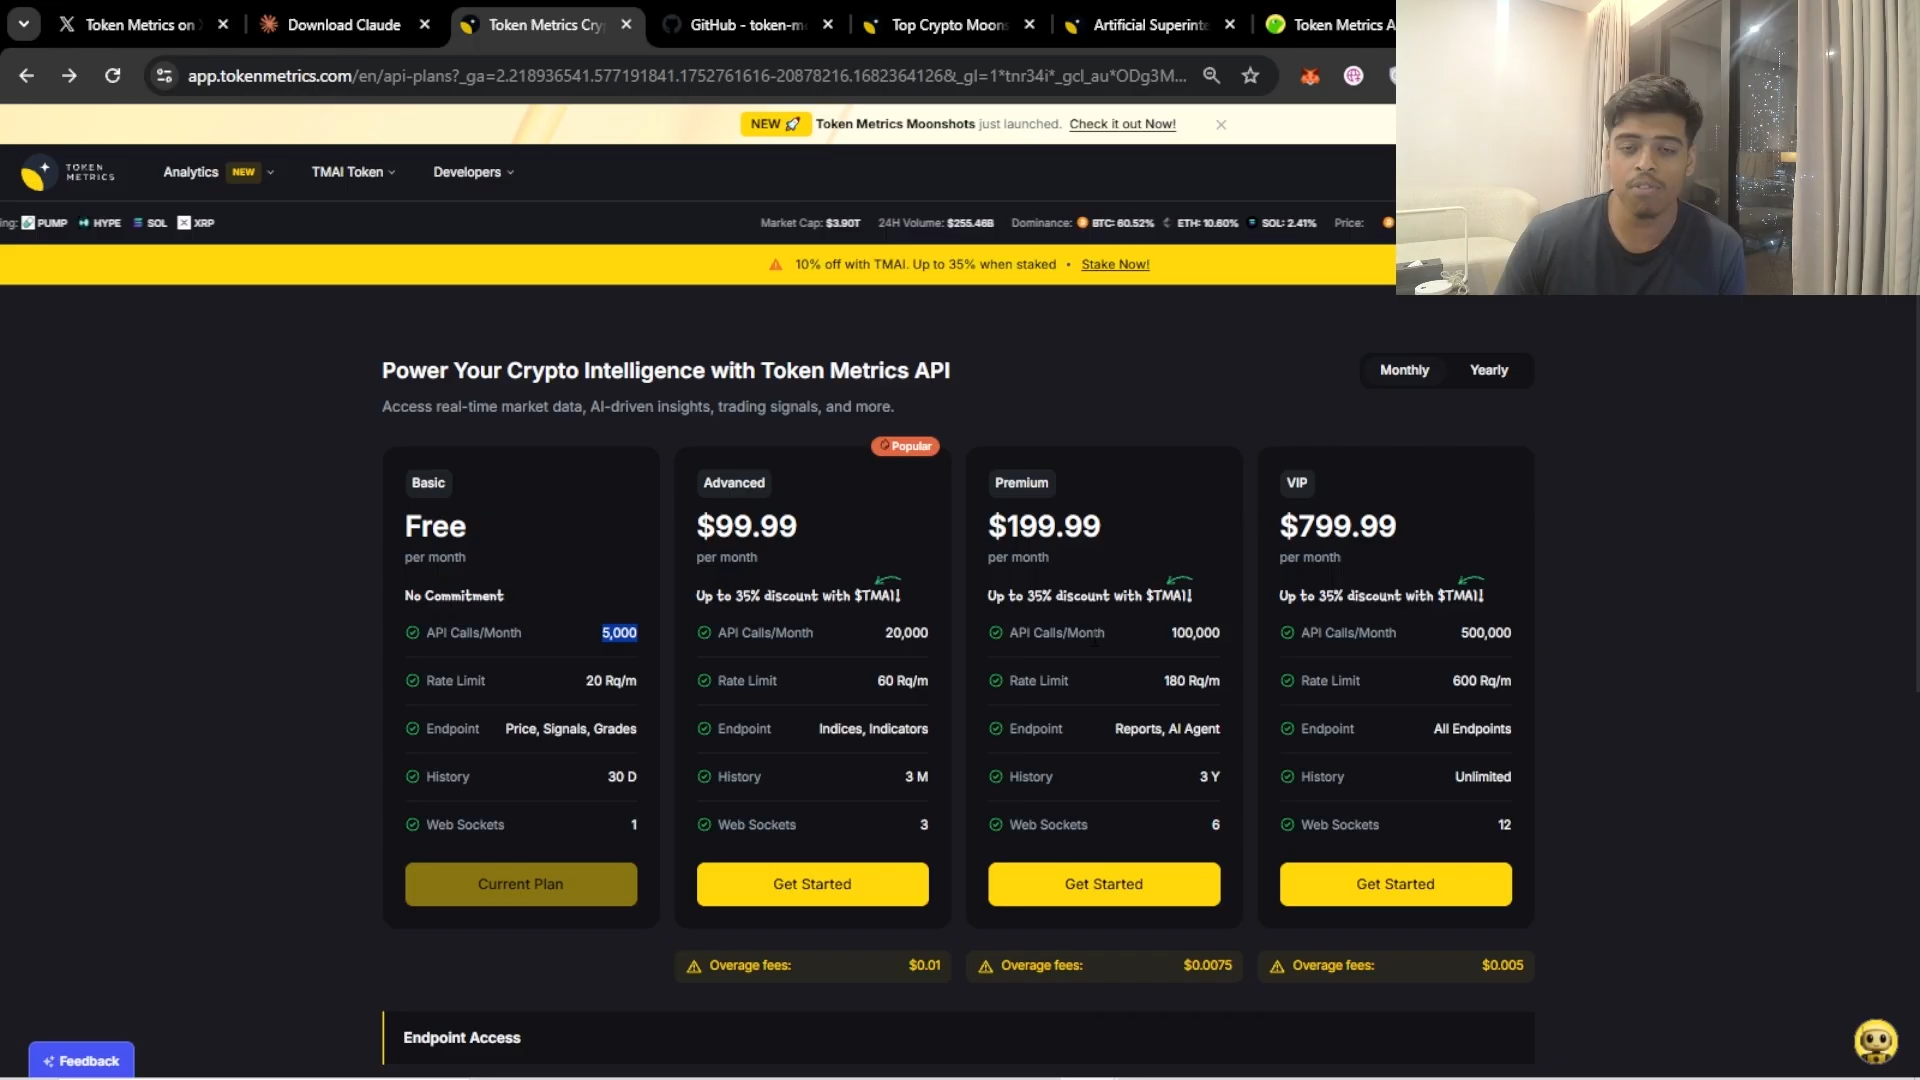 Token Metrics on
Download Claude
Token Metrics Cry
GitHub - token-m
Top Crypto Moons
Artificial Superinte
Token Metrics A
app.tokenmetrics.com/en/api-plans?_ga=2.218936541.577191841.1752761616-20878216.1682364126&_gl=1*tnr34i*_gcl_au*ODg3M...
NEW 🚀 Token Metrics Moonshots just launched. Check it out Now!
TOKEN METRICS
Analytics NEW
TMAI Token
Developers
ing: PUMP HYPE SOL XRP
Market Cap: $3.90T 24H Volume: $255.46B Dominance: BTC: 60.52% ETH: 10.60% SOL: 2.41% Price:
10% off with TMAI. Up to 35% when staked • Stake Now!
Power Your Crypto Intelligence with Token Metrics API
Monthly Yearly
Access real-time market data, AI-driven insights, trading signals, and more.
Basic
Free
per month
No Commitment
API Calls/Month 5,000
Rate Limit 20 Rq/m
Endpoint Price, Signals, Grades
History 30 D
Web Sockets 1
Current Plan
Popular
Advanced
$99.99
per month
Up to 35% discount with $TMAI!
API Calls/Month 20,000
Rate Limit 60 Rq/m
Endpoint Indices, Indicators
History 3 M
Web Sockets 3
Get Started
Overage fees: $0.01
Premium
$199.99
per month
Up to 35% discount with $TMAI!
API Calls/Month 100,000
Rate Limit 180 Rq/m
Endpoint Reports, AI Agent
History 3 Y
Web Sockets 6
Get Started
Overage fees: $0.0075
VIP
$799.99
per month
Up to 35% discount with $TMAI!
API Calls/Month 500,000
Rate Limit 600 Rq/m
Endpoint All Endpoints
History Unlimited
Web Sockets 12
Get Started
Overage fees: $0.005
Endpoint Access
Feedback